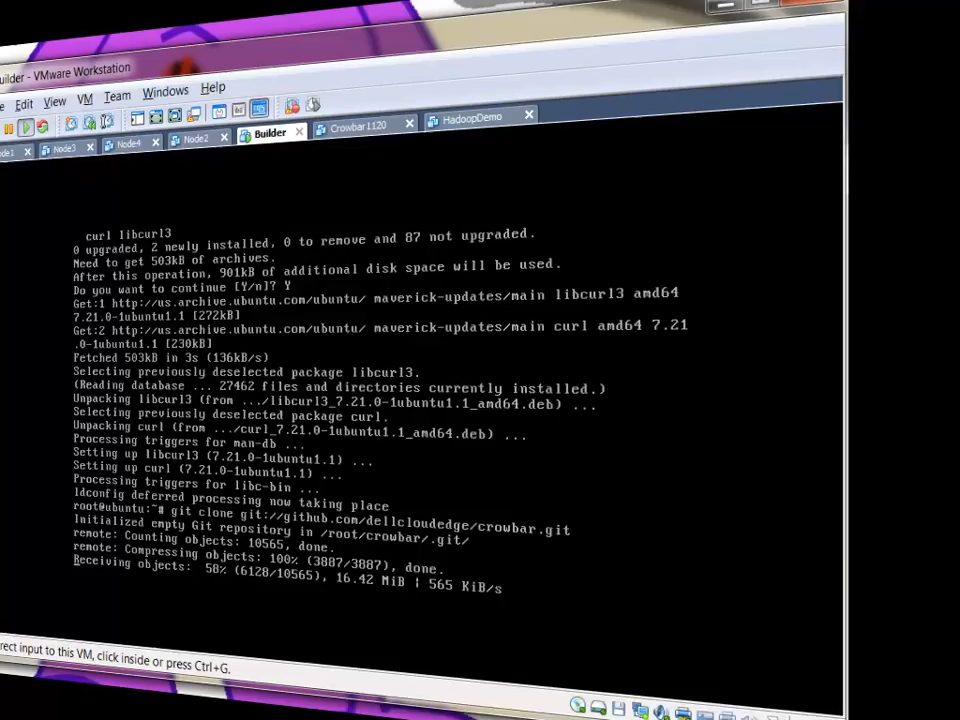 uilder - VMware Workstation
e Edit View VM Team Windows Help
ode1 Node3 Node4 Node2 Builder Crowbar1120 HadoopDemo
curl libcurl3
0 upgraded, 2 newly installed, 0 to remove and 87 not upgraded.
Need to get 503kB of archives.
After this operation, 901kB of additional disk space will be used.
Do you want to continue [Y/n]? Y
Get:1 http://us.archive.ubuntu.com/ubuntu/ maverick-updates/main libcurl3 amd64
7.21.0-1ubuntu1.1 [272kB]
Get:2 http://us.archive.ubuntu.com/ubuntu/ maverick-updates/main curl amd64 7.21
.0-1ubuntu1.1 [230kB]
Fetched 503kB in 3s (136kB/s)
Selecting previously deselected package libcurl3.
(Reading database ... 27462 files and directories currently installed.)
Unpacking libcurl3 (from .../libcurl3_7.21.0-1ubuntu1.1_amd64.deb) ...
Selecting previously deselected package curl.
Unpacking curl (from .../curl_7.21.0-1ubuntu1.1_amd64.deb) ...
Processing triggers for man-db ...
Setting up libcurl3 (7.21.0-1ubuntu1.1) ...
Setting up curl (7.21.0-1ubuntu1.1) ...
Processing triggers for libc-bin ...
ldconfig deferred processing now taking place
root@ubuntu:~# git clone git://github.com/dellcloudedge/crowbar.git
Initialized empty Git repository in /root/crowbar/.git/
remote: Counting objects: 10565, done.
remote: Compressing objects: 100% (3887/3887), done.
Receiving objects:  58% (6128/10565), 16.42 MiB | 565 KiB/s
rect input to this VM, click inside or press Ctrl+G.